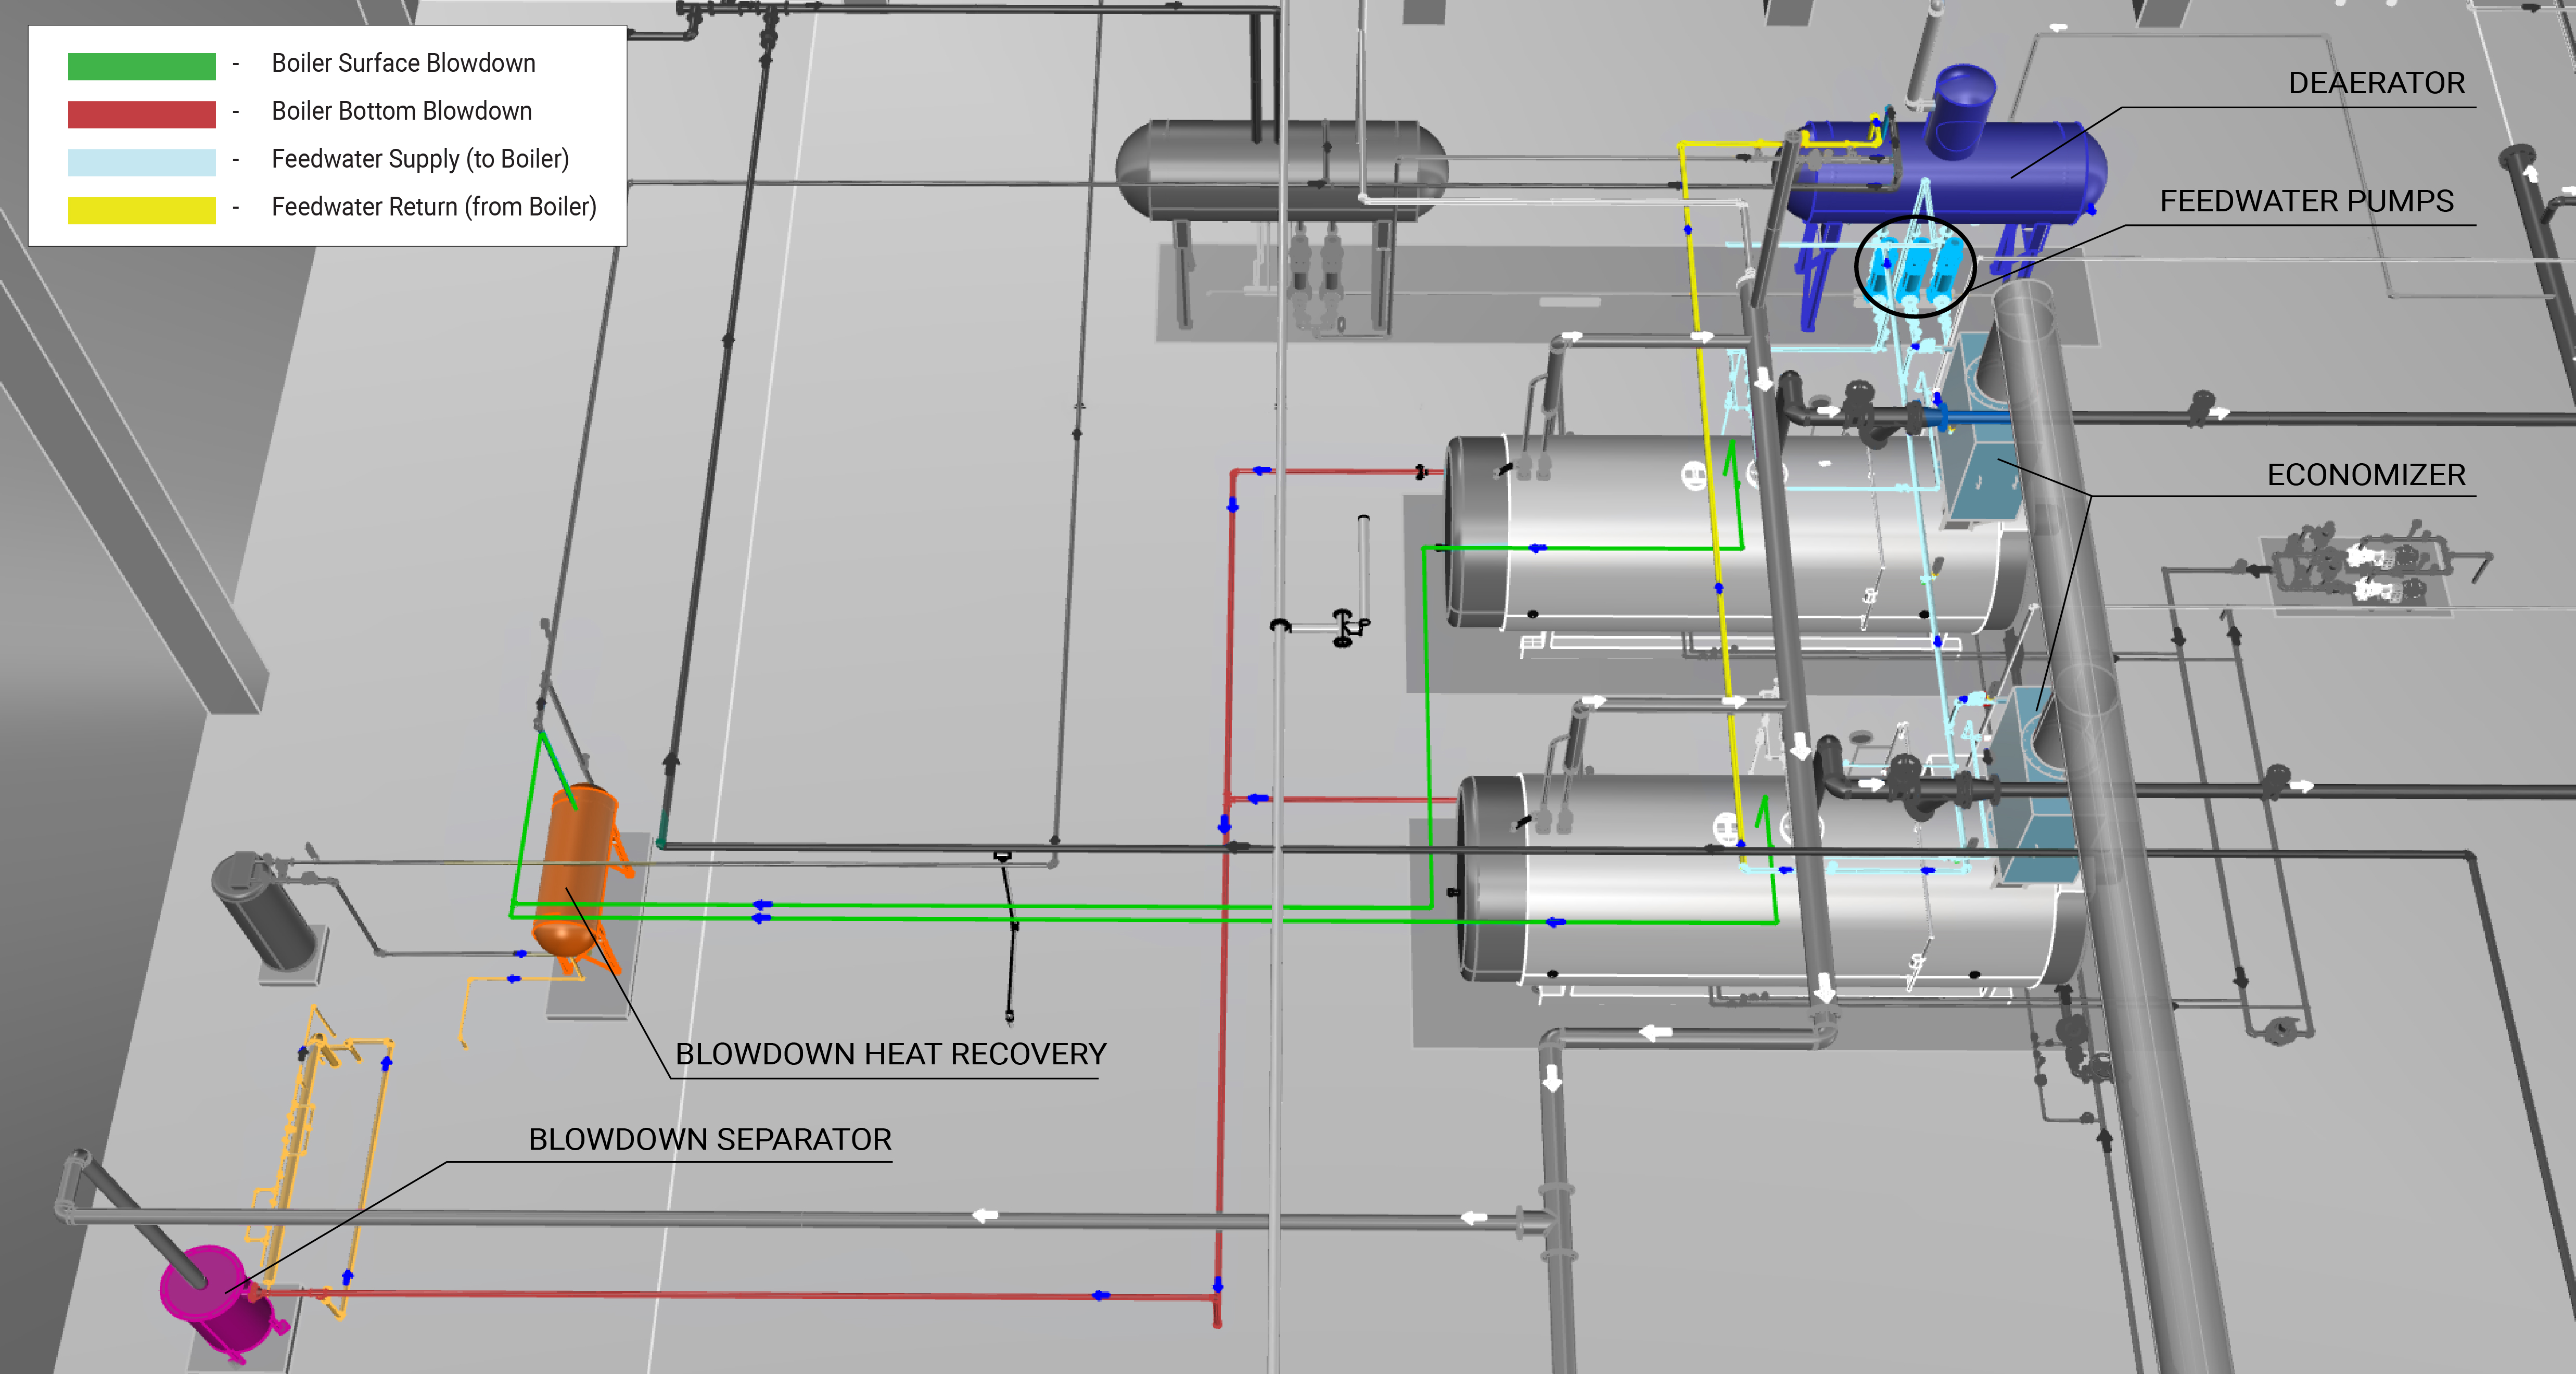 - Boiler Surface Blowdown
- Boiler Bottom Blowdown
- Feedwater Supply (to Boiler)
- Feedwater Return (from Boiler)
DEAERATOR
FEEDWATER PUMPS
ECONOMIZER
BLOWDOWN HEAT RECOVERY
BLOWDOWN SEPARATOR